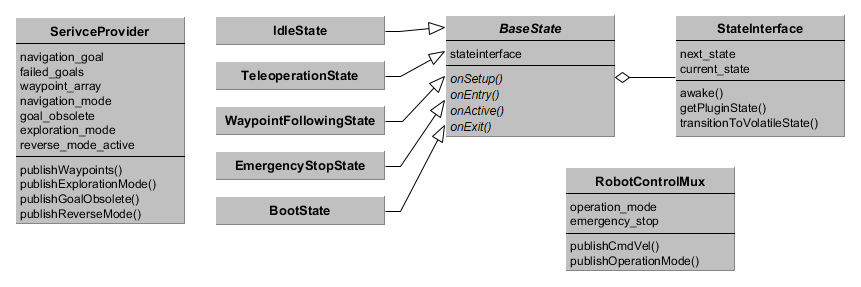 SerivceProvider
navigation_goal
failed_goals
waypoint_array
navigation_mode
goal_obsolete
exploration_mode
reverse_mode_active
publishWaypoints()
publishExplorationMode()
publishGoalObsolete()
publishReverseMode()
IdleState
TeleoperationState
WaypointFollowingState
EmergencyStopState
BootState
BaseState
stateinterface
onSetup()
onEntry()
onActive()
onExit()
StateInterface
next_state
current_state
awake()
getPluginState()
transitionToVolatileState()
RobotControlMux
operation_mode
emergency_stop
publishCmdVel()
publishOperationMode()